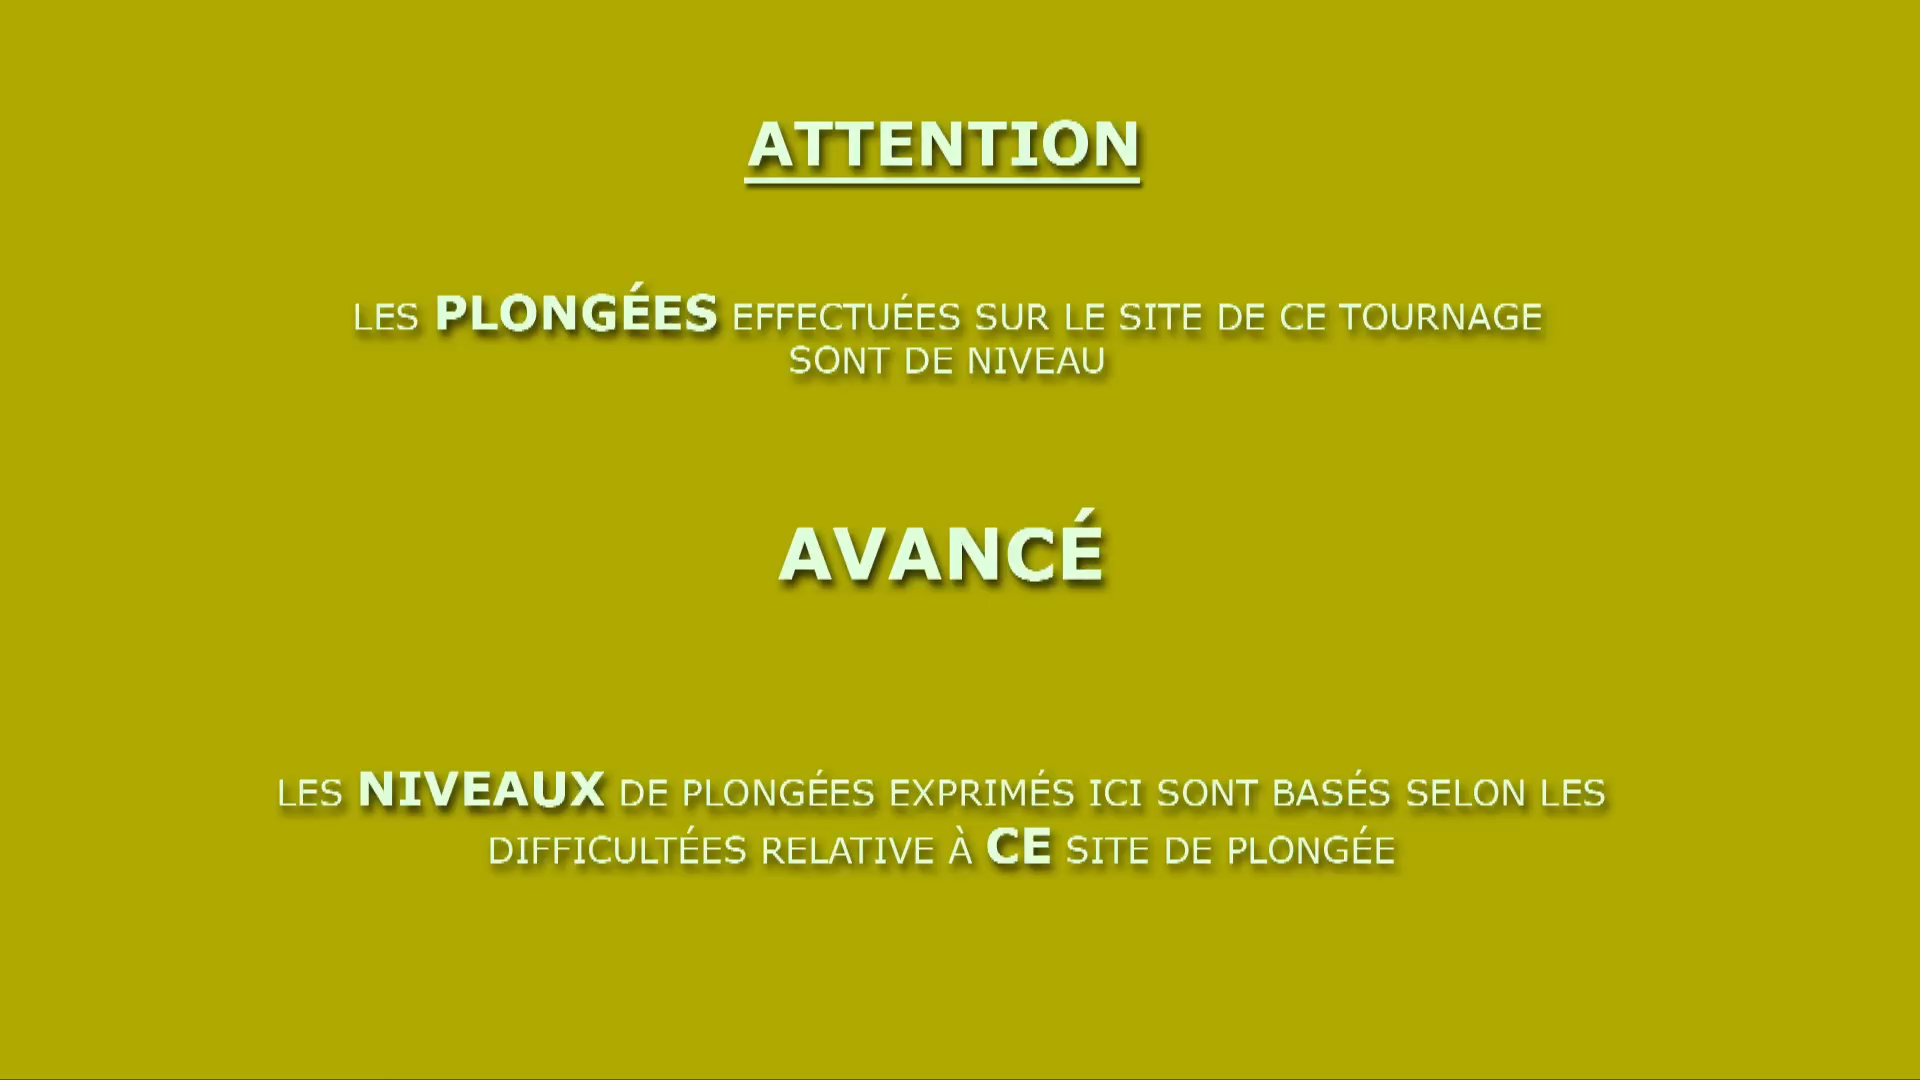 ATTENTION
LES PLONGÉES EFFECTUÉES SUR LE SITE DE CE TOURNAGE
SONT DE NIVEAU
AVANCÉ
LES NIVEAUX DE PLONGÉES EXPRIMÉS ICI SONT BASÉS SELON LES
DIFFICULTÉES RELATIVE À CE SITE DE PLONGÉE